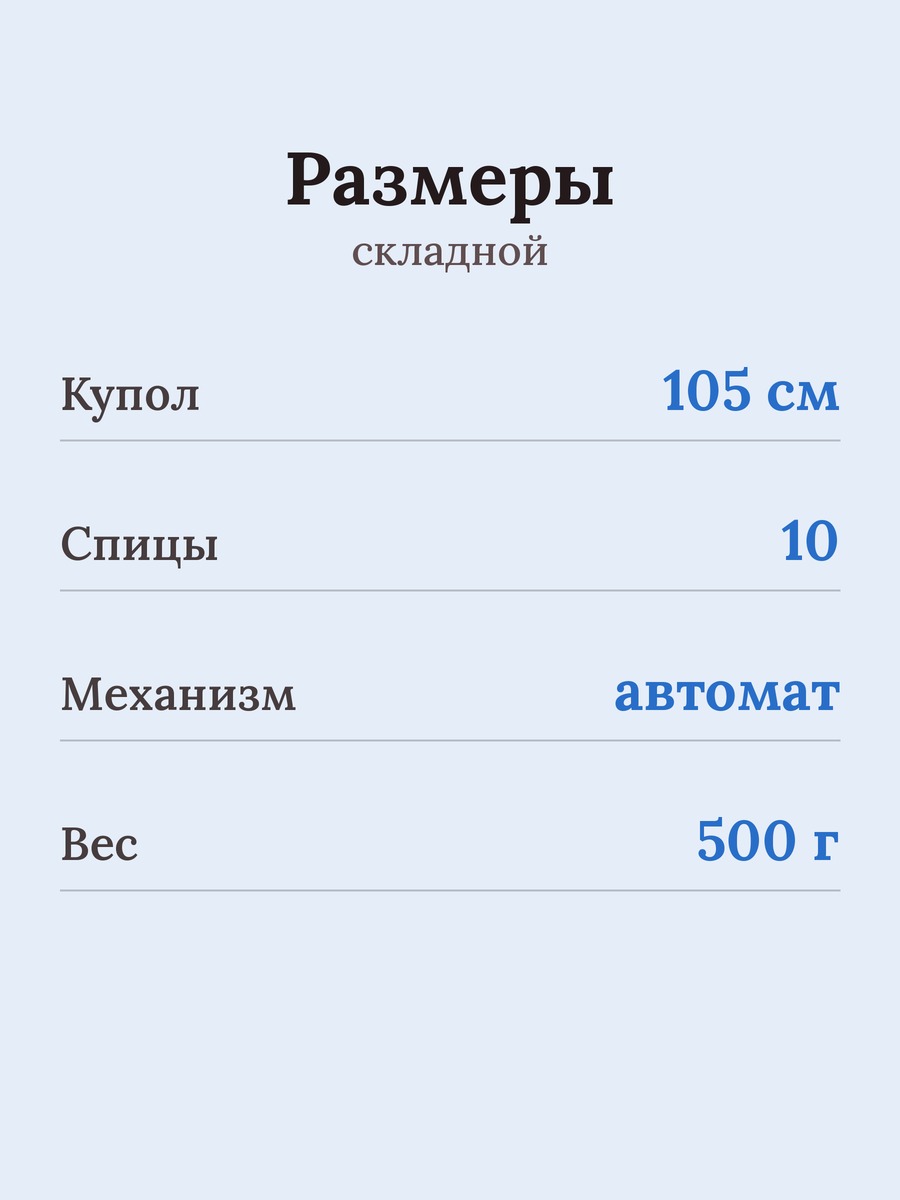 Размеры
складной
Купол 105 см
Спицы 10
Механизм автомат
Вес 500 г